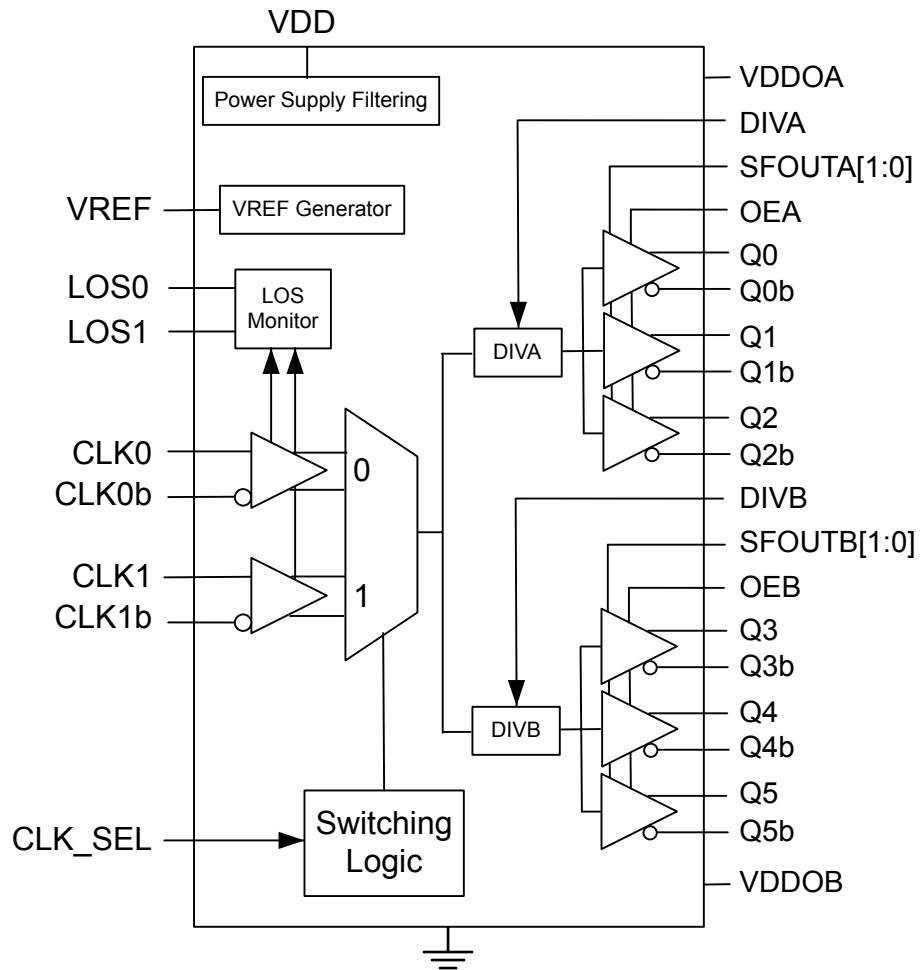 VDD
Power Supply Filtering
VDDOA
DIVA
SFOUTA[1:0]
VREF
VREF Generator
OEA
Q0
Q0b
LOS0
LOS1
LOS
Monitor
Q1
Q1b
DIVA
Q2
Q2b
CLK0
CLK0b
0
DIVB
SFOUTB[1:0]
CLK1
CLK1b
1
OEB
Q3
Q3b
DIVB
Q4
Q4b
Q5
Q5b
CLK_SEL
Switching
Logic
VDDOB